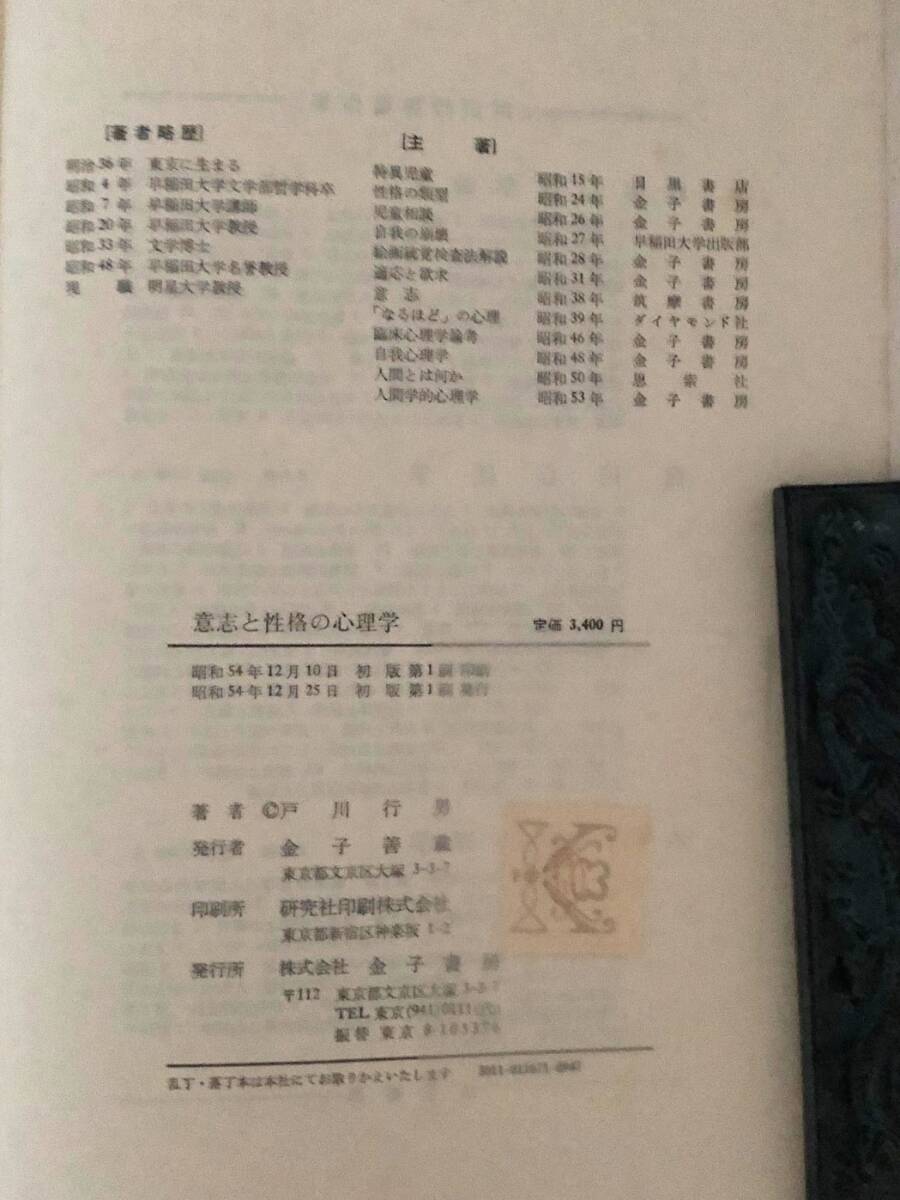 [著者略歴]
明治36年 東京に生まる
昭和4年 早稲田大学文学部哲学科卒
昭和7年 早稲田大学講師
昭和20年 早稲田大学教授
昭和33年 文学博士
昭和48年 早稲田大学名誉教授
現職 明星大学教授
[主著]
特異児童 昭和15年 目黒書店
性格の類型 昭和24年 金子書房
児童相談 昭和26年 金子書房
自我の崩壊 昭和27年 早稲田大学出版部
絵画統覚検査法解説 昭和28年 金子書房
適応と欲求 昭和31年 金子書房
意志 昭和38年 筑摩書房
「なるほど」の心理 昭和39年 ダイヤモンド社
臨床心理学論考 昭和46年 金子書房
自我心理学 昭和48年 金子書房
人間とは何か 昭和50年 思索社
人間学的心理学 昭和53年 金子書房
意志と性格の心理学 定価 3,400円
昭和54年12月10日 初版第1刷印刷
昭和54年12月25日 初版第1刷発行
著者 ©戸川行男
発行者 金子善蔵
東京都文京区大塚 3-3-7
印刷所 研究社印刷株式会社
東京都新宿区神楽坂 1-2
発行所 株式会社 金子書房
〒112 東京都文京区大塚 3-3-7
TEL 東京(941)0111(代)
振替 東京 8-103376
乱丁・落丁本は本社にてお取りかえいたします